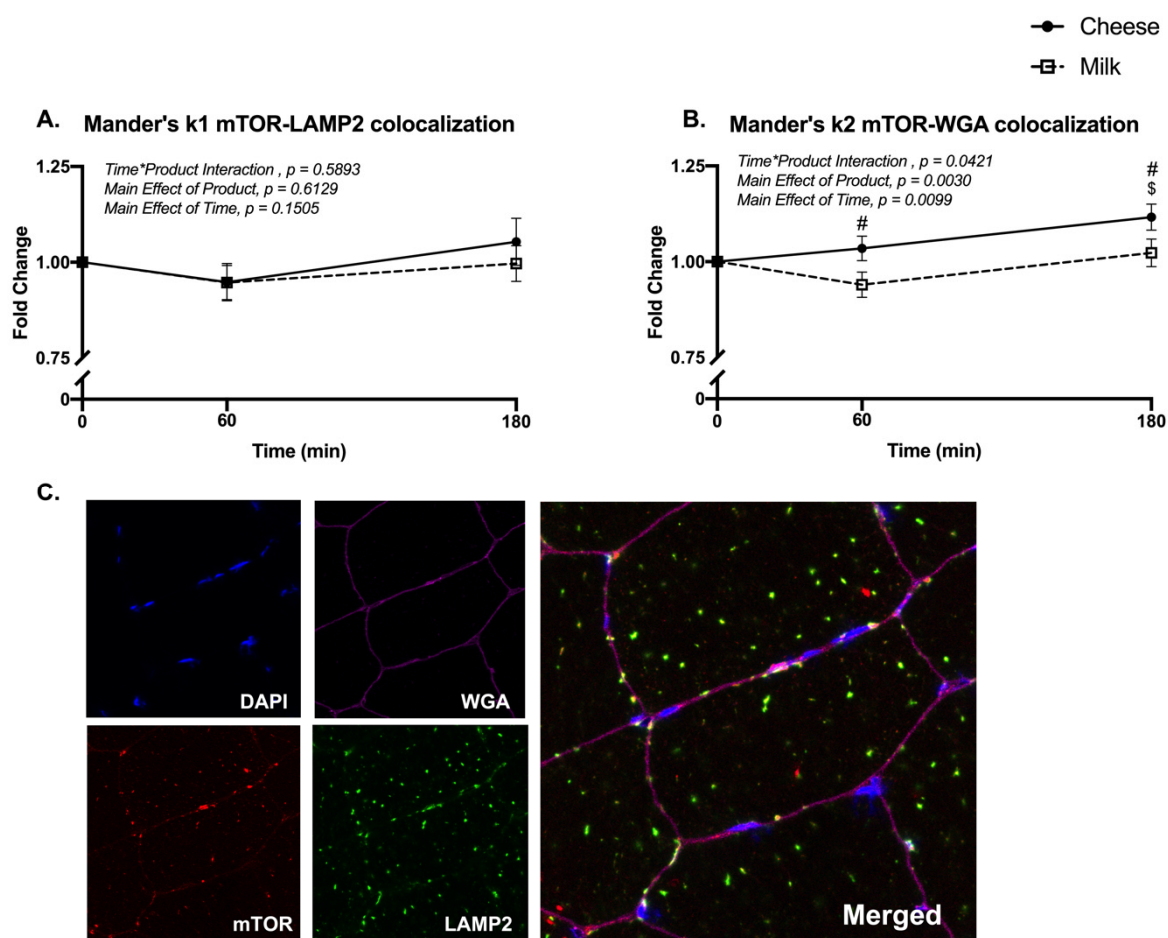 Cheese
Milk
A.
Mander's k1 mTOR-LAMP2 colocalization
Time*Product Interaction , p = 0.5893
Main Effect of Product, p = 0.6129
Main Effect of Time, p = 0.1505
Fold Change
1.25
1.00
0.75
0
0
60
180
Time (min)
B.
Mander's k2 mTOR-WGA colocalization
Time*Product Interaction , p = 0.0421
Main Effect of Product, p = 0.0030
Main Effect of Time, p = 0.0099
#
#
$
Fold Change
1.25
1.00
0.75
0
0
60
180
Time (min)
C.
DAPI
WGA
mTOR
LAMP2
Merged